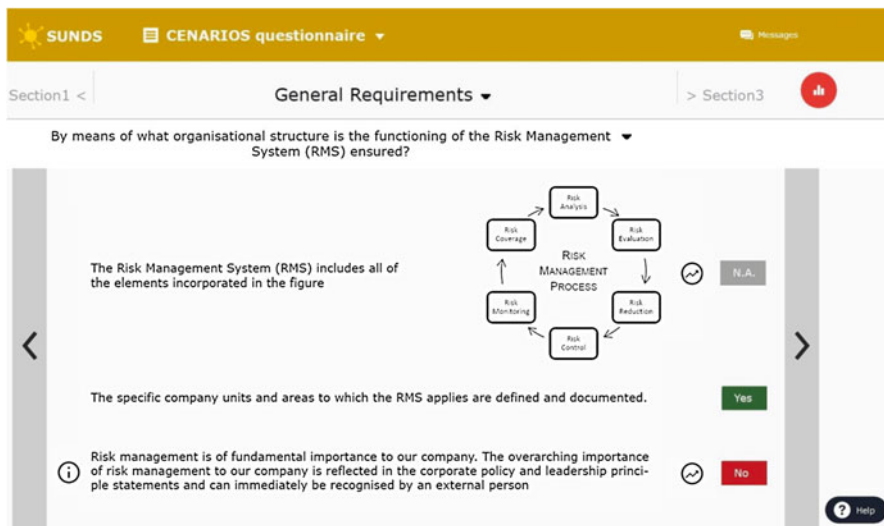 SUNDS
CENARIOS questionnaire
Messages
Section1 <
General Requirements
> Section3
By means of what organisational structure is the functioning of the Risk Management
System (RMS) ensured?
The Risk Management System (RMS) includes all of
the elements incorporated in the figure
Risk
Analysis
Risk
Evaluation
Risk
Reduction
Risk
Control
Risk
Monitoring
Risk
Coverage
RISK
MANAGEMENT
PROCESS
N.A.
The specific company units and areas to which the RMS applies are defined and documented.
Yes
Risk management is of fundamental importance to our company. The overarching importance
of risk management to our company is reflected in the corporate policy and leadership princi-
ple statements and can immediately be recognised by an external person
No
? Help